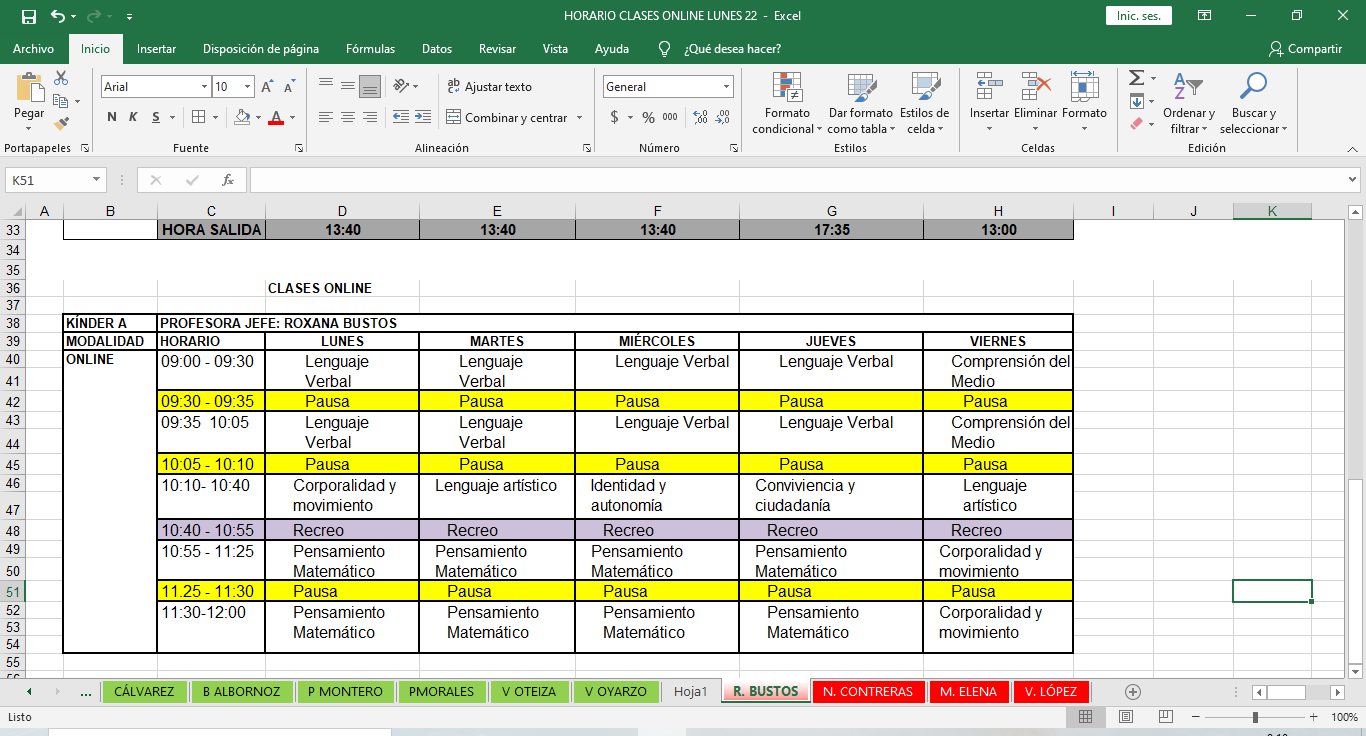 HORARIO CLASES ONLINE LUNES 22 - Excel
Inic. ses.
Archivo Inicio Insertar Disposición de página Fórmulas Datos Revisar Vista Ayuda ¿Qué desea hacer? Compartir
Pegar
Arial 10 A A
N K S A
ab Ajustar texto
Combinar y centrar
General
$ % 000
Formato condicional
Dar formato como tabla
Estilos de celda
Insertar Eliminar Formato
Ordenar y filtrar
Buscar y seleccionar
Portapapeles Fuente Alineación Número Estilos Celdas Edición
K51 fx
A B C D E F G H I J K
33 HORA SALIDA 13:40 13:40 13:40 17:35 13:00
34
35
36 CLASES ONLINE
37
38 KÍNDER A PROFESORA JEFE: ROXANA BUSTOS
39 MODALIDAD HORARIO LUNES MARTES MIÉRCOLES JUEVES VIERNES
40 ONLINE 09:00 - 09:30 Lenguaje Lenguaje Lenguaje Verbal Lenguaje Verbal Comprensión del
41 Verbal Verbal Medio
42 09:30 - 09:35 Pausa Pausa Pausa Pausa Pausa
43 09:35 10:05 Lenguaje Lenguaje Lenguaje Verbal Lenguaje Verbal Comprensión del
44 Verbal Verbal Medio
45 10:05 - 10:10 Pausa Pausa Pausa Pausa Pausa
46 10:10- 10:40 Corporalidad y Lenguaje artístico Identidad y Conviviencia y Lenguaje
47 movimiento autonomía ciudadanía artístico
48 10:40 - 10:55 Recreo Recreo Recreo Recreo Recreo
49 10:55 - 11:25 Pensamiento Pensamiento Pensamiento Pensamiento Corporalidad y
50 Matemático Matemático Matemático Matemático movimiento
51 11.25 - 11:30 Pausa Pausa Pausa Pausa Pausa
52 11:30-12:00 Pensamiento Pensamiento Pensamiento Pensamiento Corporalidad y
53 Matemático Matemático Matemático Matemático movimiento
54
55
... CÁLVAREZ B ALBORNOZ P MONTERO PMORALES V OTEIZA V OYARZO Hoja1 R. BUSTOS N. CONTRERAS M. ELENA V. LÓPEZ
Listo 100%